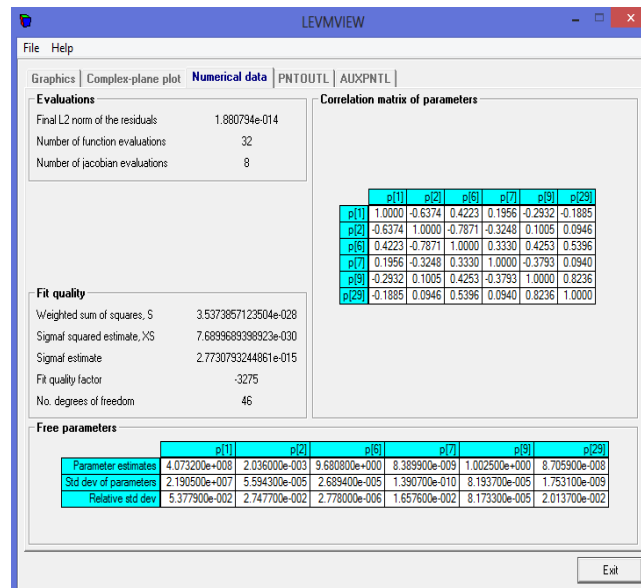 LEVMVIEW
File Help
Graphics Complex-plane plot Numerical data PNTOUTL AUXPNTL
Evaluations
Final L2 norm of the residuals 1.880794e-014
Number of function evaluations 32
Number of jacobian evaluations 8
Correlation matrix of parameters
p[1] p[2] p[6] p[7] p[9] p[29]
p[1] 1.0000 -0.6374 0.4223 0.1956 -0.2932 -0.1885
p[2] -0.6374 1.0000 -0.7871 -0.3248 0.1005 0.0946
p[6] 0.4223 -0.7871 1.0000 0.3330 0.4253 0.5396
p[7] 0.1956 -0.3248 0.3330 1.0000 -0.3793 0.0940
p[9] -0.2932 0.1005 0.4253 -0.3793 1.0000 0.8236
p[29] -0.1885 0.0946 0.5396 0.0940 0.8236 1.0000
Fit quality
Weighted sum of squares, S 3.5373857123504e-028
Sigmaf squared estimate, XS 7.6899689398923e-030
Sigmaf estimate 2.7730793244861e-015
Fit quality factor -3275
No. degrees of freedom 46
Free parameters
p[1] p[2] p[6] p[7] p[9] p[29]
Parameter estimates 4.073200e+008 2.036000e-003 9.680800e+000 8.389900e-009 1.002500e+000 8.705900e-008
Std dev of parameters 2.190500e+007 5.594300e-005 2.689400e-005 1.390700e-010 8.193700e-005 1.753100e-009
Relative std dev 5.377900e-002 2.747700e-002 2.778000e-006 1.657600e-002 8.173300e-005 2.013700e-002
Exit